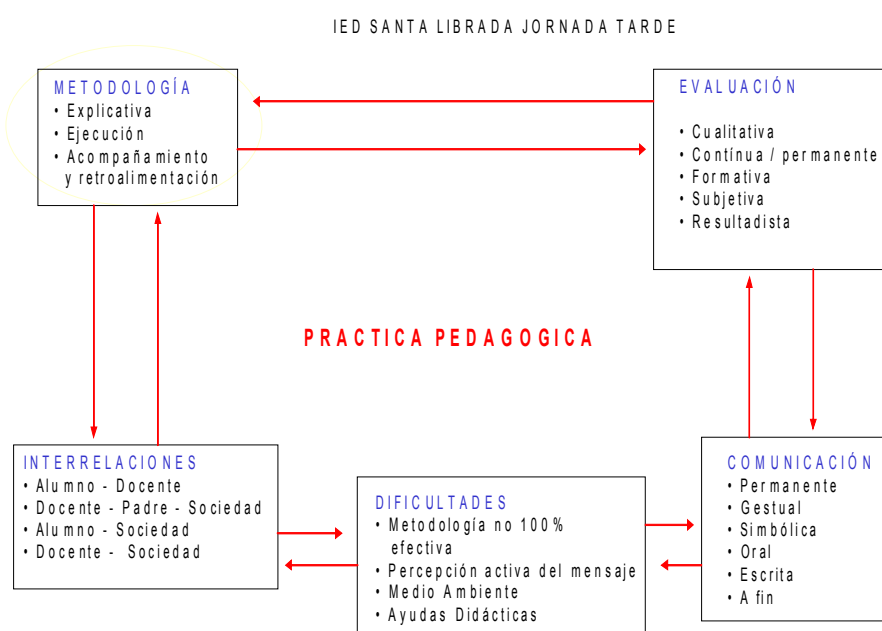 IED SANTA LIBRADA JORNADA TARDE
METODOLOGÍA
• Explicativa
• Ejecución
• Acompañamiento
y retroalimentación
EVALUACIÓN
• Cualitativa
• Contínua / permanente
• Formativa
• Subjetiva
• Resultadista
PRACTICA PEDAGOGICA
INTERRELACIONES
• Alumno - Docente
• Docente - Padre - Sociedad
• Alumno - Sociedad
• Docente - Sociedad
DIFICULTADES
• Metodología no 100%
efectiva
• Percepción activa del mensaje
• Medio Ambiente
• Ayudas Didácticas
COMUNICACIÓN
• Permanente
• Gestual
• Simbólica
• Oral
• Escrita
• A fin